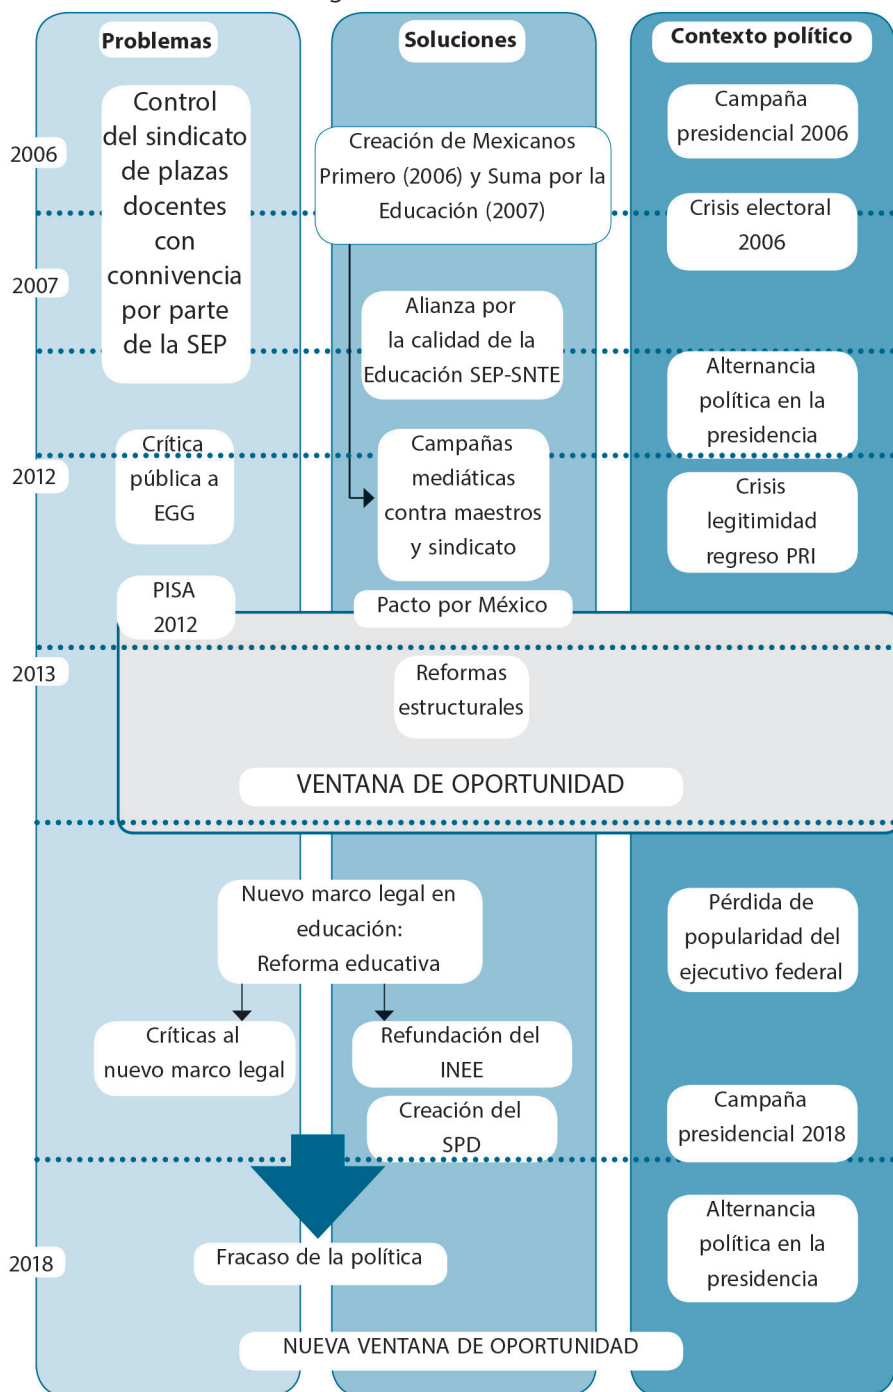 Problemas
Soluciones
Contexto político
2006
Control
del sindicato
de plazas
docentes
con
connivencia
por parte
de la SEP
Creación de Mexicanos
Primero (2006) y Suma por la
Educación (2007)
Campaña
presidencial 2006
Crisis electoral
2006
2007
Alianza por
la calidad de la
Educación SEP-SNTE
Alternancia
política en la
presidencia
2012
Crítica
pública a
EGG
Campañas
mediáticas
contra maestros
y sindicato
Crisis
legitimidad
regreso PRI
PISA
2012
Pacto por México
2013
Reformas
estructurales
VENTANA DE OPORTUNIDAD
Nuevo marco legal en
educación:
Reforma educativa
Pérdida de
popularidad del
ejecutivo federal
Críticas al
nuevo marco legal
Refundación del
INEE
Creación del
SPD
Campaña
presidencial 2018
2018
Fracaso de la política
Alternancia
política en la
presidencia
NUEVA VENTANA DE OPORTUNIDAD